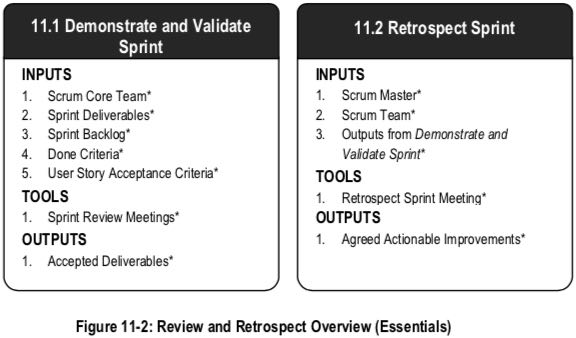 11.1 Demonstrate and Validate
Sprint
INPUTS
1. Scrum Core Team*
2. Sprint Deliverables*
3. Sprint Backlog*
4. Done Criteria*
5. User Story Acceptance Criteria*
TOOLS
1. Sprint Review Meetings*
OUTPUTS
1. Accepted Deliverables*
11.2 Retrospect Sprint
INPUTS
1. Scrum Master*
2. Scrum Team*
3. Outputs from Demonstrate and
Validate Sprint*
TOOLS
1. Retrospect Sprint Meeting*
OUTPUTS
1. Agreed Actionable Improvements*
Figure 11-2: Review and Retrospect Overview (Essentials)